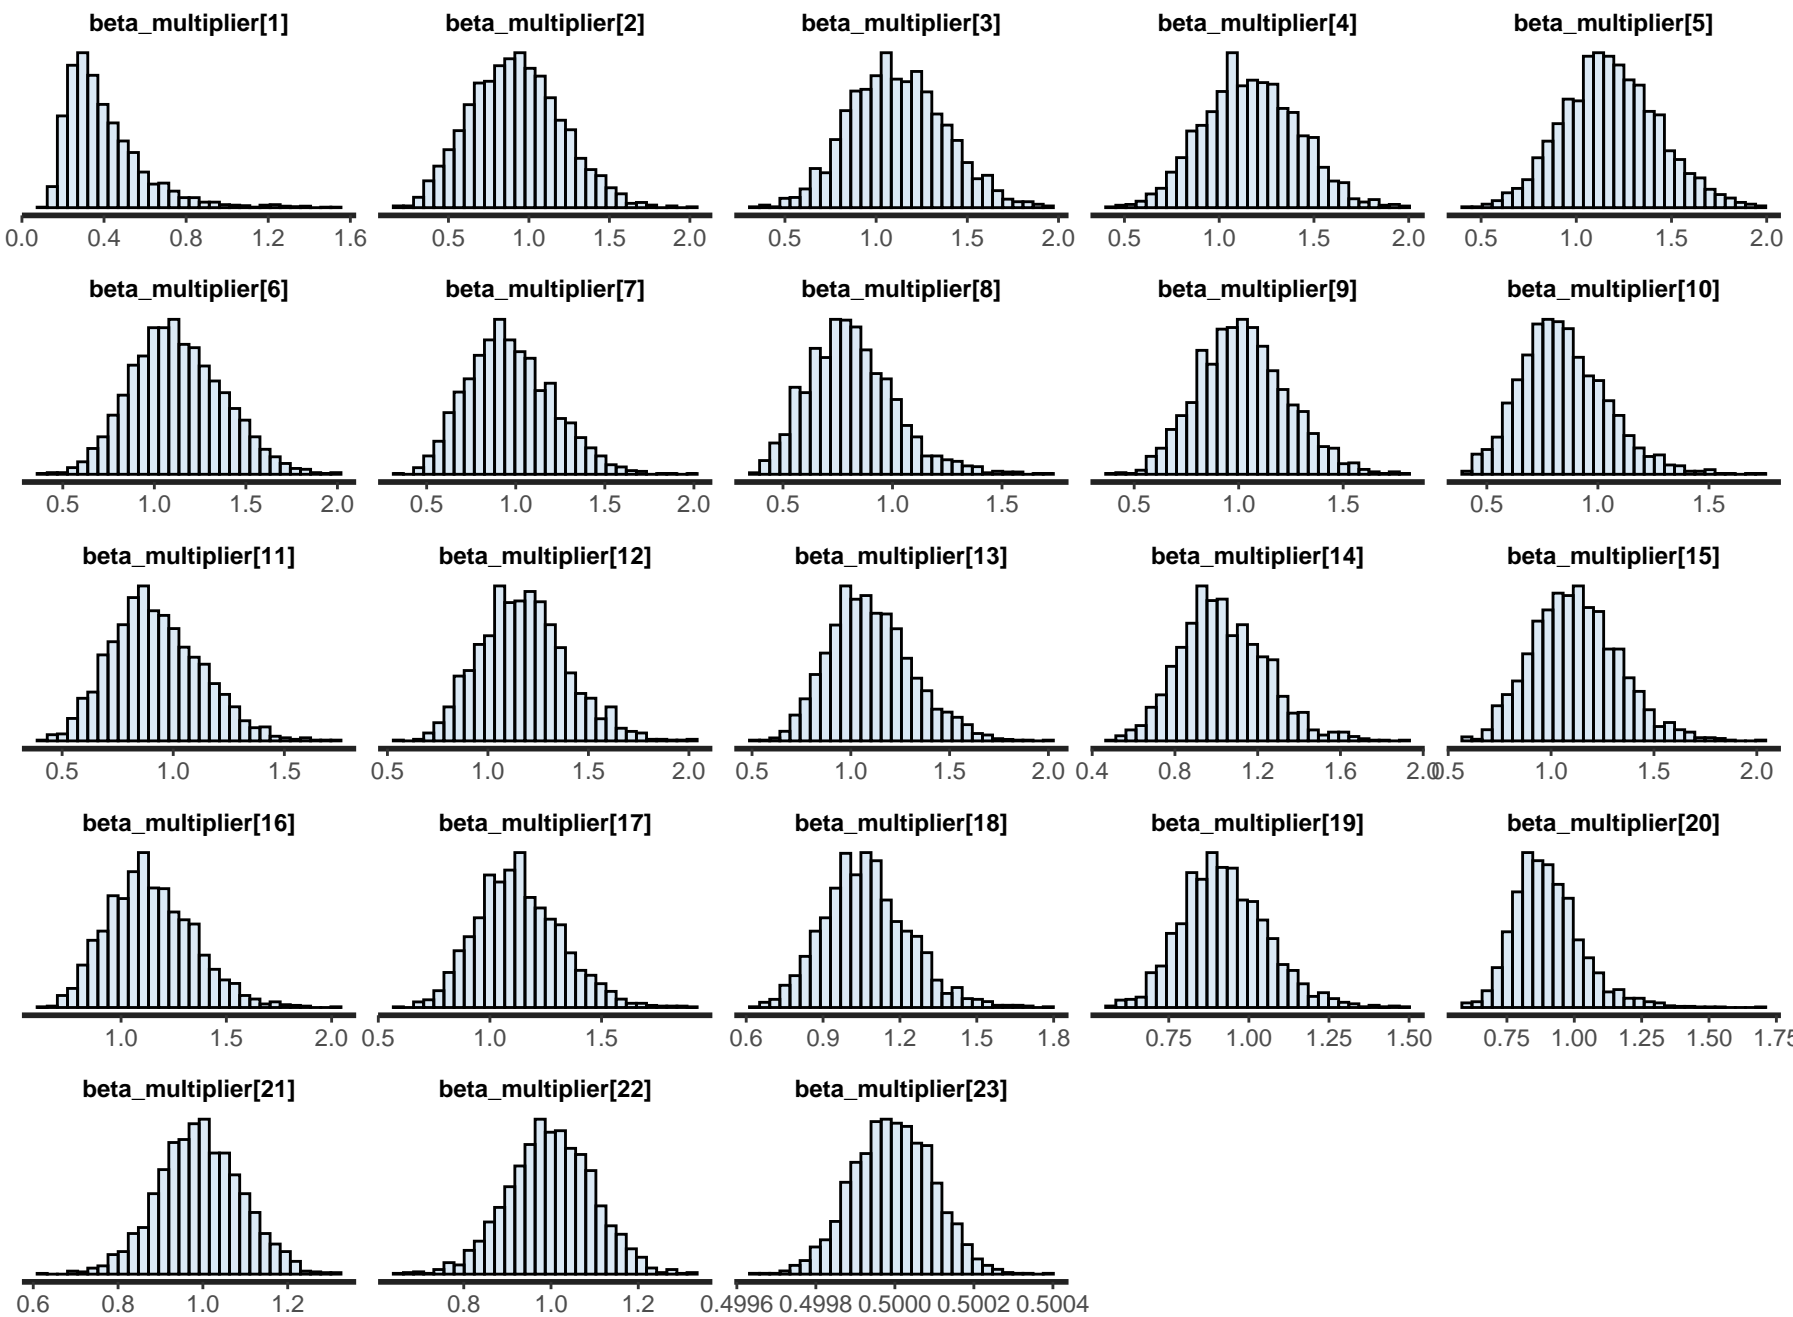 beta_multiplier[1] beta_multiplier[2] beta_multiplier[3] beta_multiplier[4] beta_multiplier[5]
0.0 0.4 0.8 1.2 1.6 0.5 1.0 1.5 2.0 0.5 1.0 1.5 2.0 0.5 1.0 1.5 2.0 0.5 1.0 1.5 2.0
beta_multiplier[6] beta_multiplier[7] beta_multiplier[8] beta_multiplier[9] beta_multiplier[10]
0.5 1.0 1.5 2.0 0.5 1.0 1.5 2.0 0.5 1.0 1.5 0.5 1.0 1.5 0.5 1.0 1.5
beta_multiplier[11] beta_multiplier[12] beta_multiplier[13] beta_multiplier[14] beta_multiplier[15]
0.5 1.0 1.5 0.5 1.0 1.5 2.0 0.5 1.0 1.5 2.0 0.4 0.8 1.2 1.6 2.0 0.5 1.0 1.5 2.0
beta_multiplier[16] beta_multiplier[17] beta_multiplier[18] beta_multiplier[19] beta_multiplier[20]
1.0 1.5 2.0 0.5 1.0 1.5 0.6 0.9 1.2 1.5 1.8 0.75 1.00 1.25 1.50 0.75 1.00 1.25 1.50 1.75
beta_multiplier[21] beta_multiplier[22] beta_multiplier[23]
0.6 0.8 1.0 1.2 0.8 1.0 1.2 0.4996 0.4998 0.5000 0.5002 0.5004